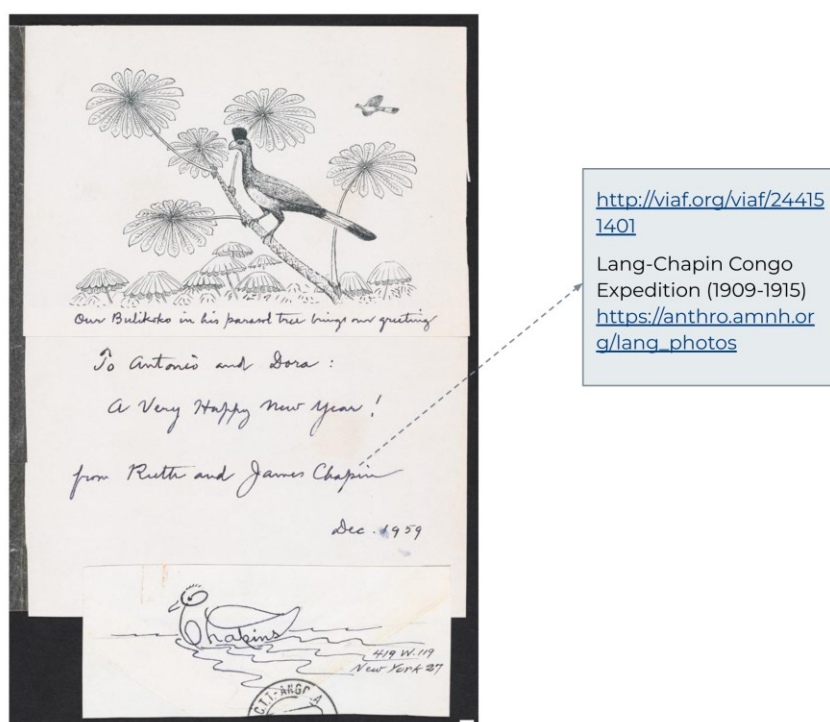 Our Bulikoko in his parasol tree brings our greeting
To Antonio and Dora :
A Very Happy New Year !
from Ruth and James Chapin
Dec. 1959
Chapins
419 W. 119
New York 27
C.T.T.-ANGOLA
http://viaf.org/viaf/24415
1401
Lang-Chapin Congo
Expedition (1909-1915)
https://anthro.amnh.or
g/lang_photos